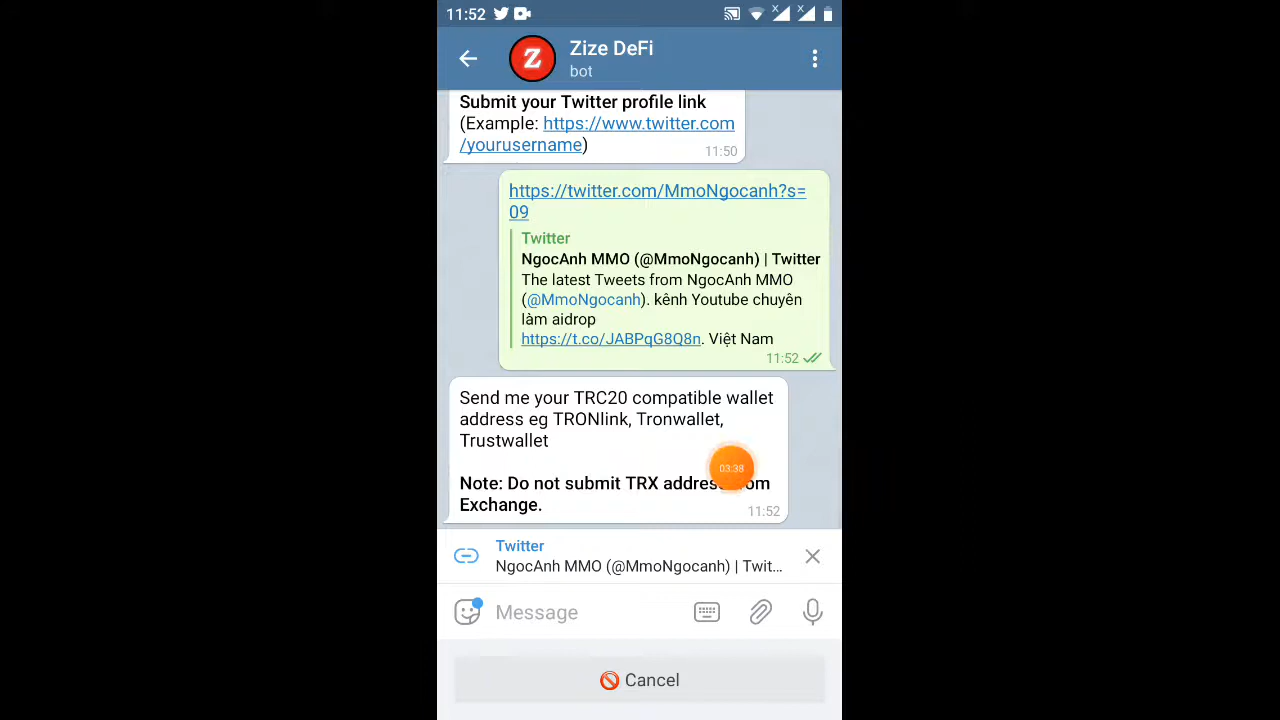 11:52
Z
Zize DeFi
bot
Submit your Twitter profile link
(Example: https://www.twitter.com
/yourusername)
11:50
https://twitter.com/MmoNgocanh?s=
09
Twitter
NgocAnh MMO (@MmoNgocanh) | Twitter
The latest Tweets from NgocAnh MMO
(@MmoNgocanh). kênh Youtube chuyên
làm aidrop
https://t.co/JABPqG8Q8n. Việt Nam
11:52
Send me your TRC20 compatible wallet
address eg TRONlink, Tronwallet,
Trustwallet
03:38
Note: Do not submit TRX address from
Exchange.
11:52
Twitter
NgocAnh MMO (@MmoNgocanh) | Twit...
Message
Cancel